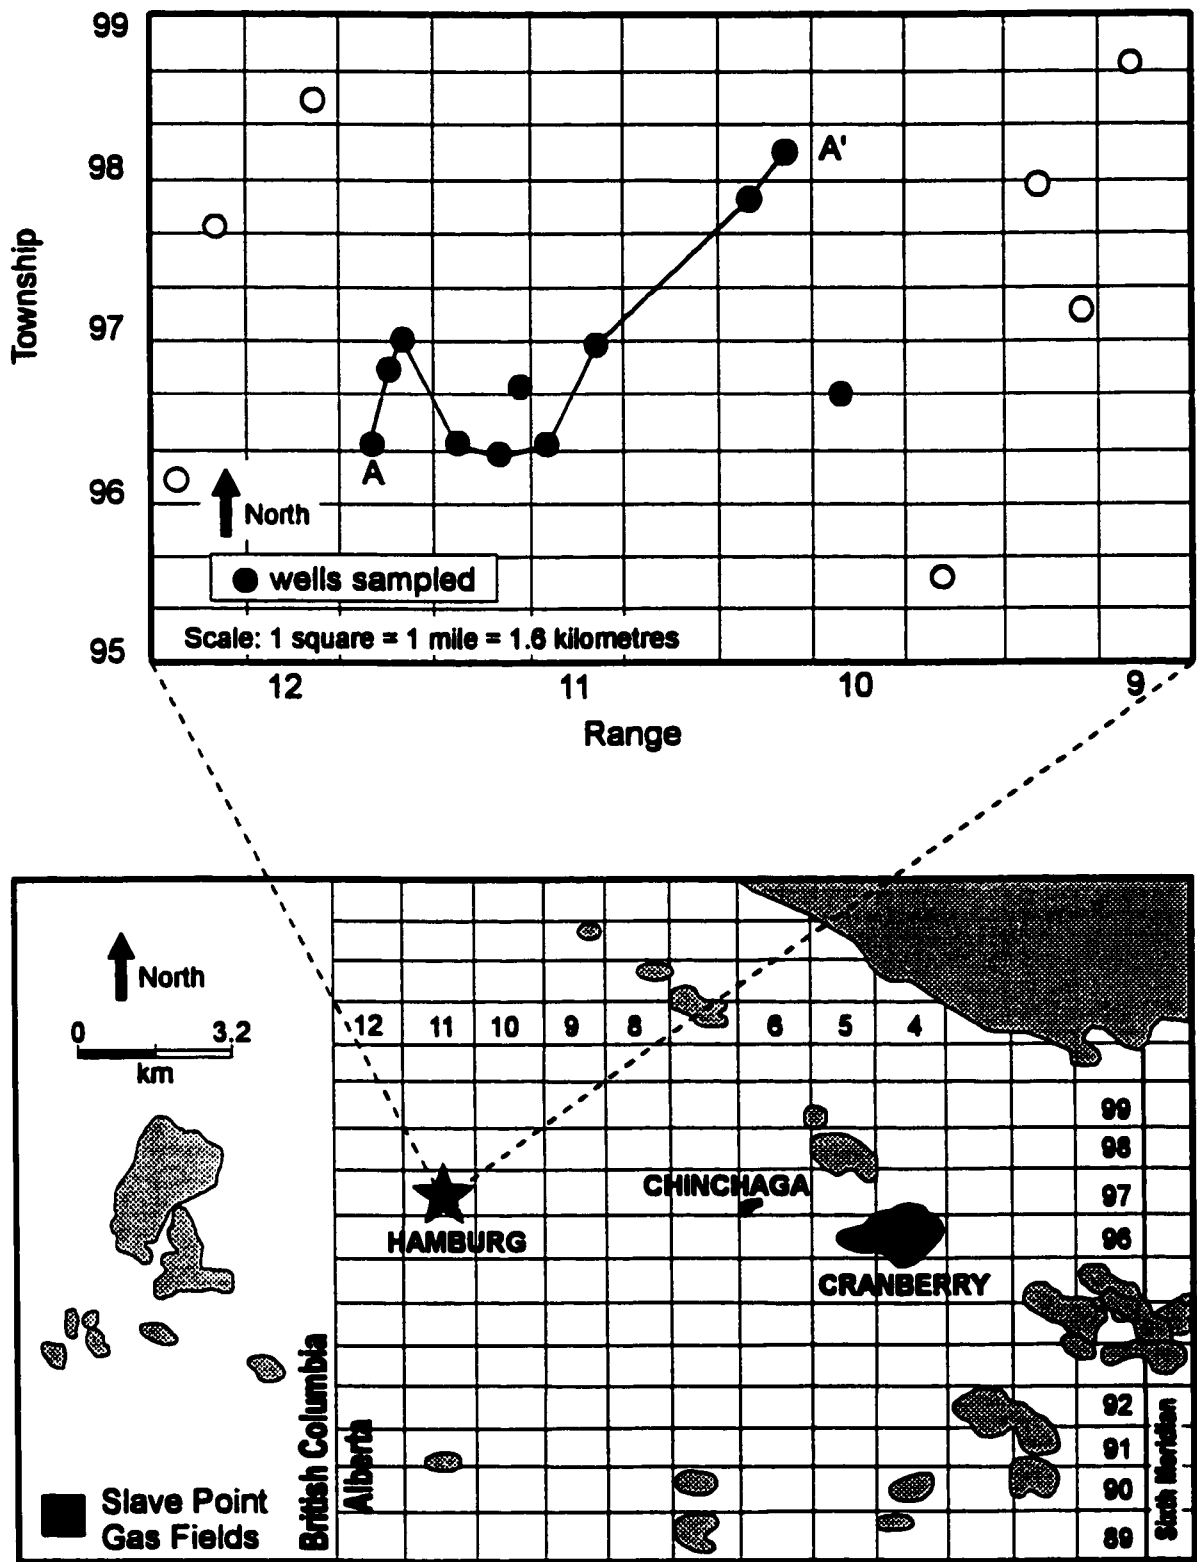 99
98
97
96
95
Township
A'
A
North
wells sampled
Scale: 1 square = 1 mile = 1.6 kilometres
12 11 10 9
Range
North
0 3.2
km
12 11 10 9 8 6 5 4
99
98
97
96
CHINCHAGA
HAMBURG
CRANBERRY
92
91
90
89
British Columbia
Alberta
Sixth Meridian
Slave Point
Gas Fields